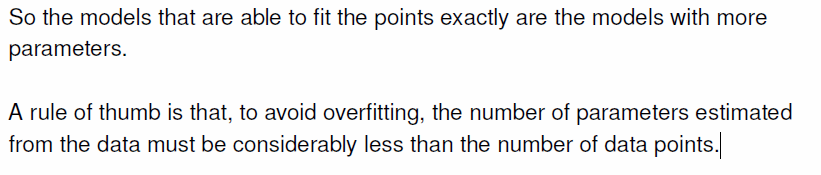 So the models that are able to fit the points exactly are the models with more
parameters.
A rule of thumb is that, to avoid overfitting, the number of parameters estimated
from the data must be considerably less than the number of data points.